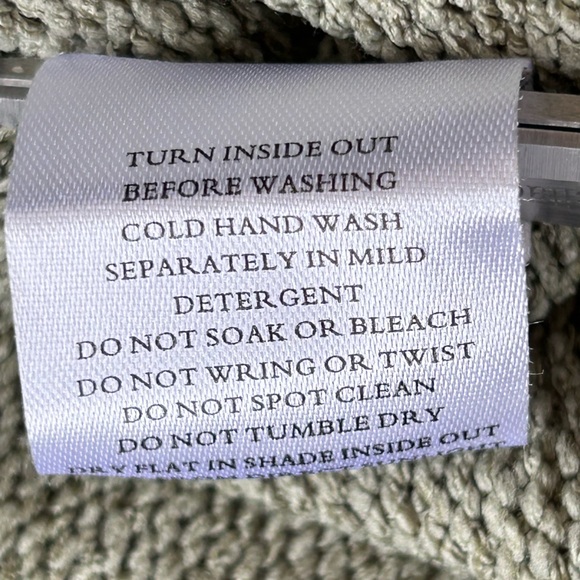 TURN INSIDE OUT
BEFORE WASHING
COLD HAND WASH
SEPARATELY IN MILD
DETERGENT
DO NOT SOAK OR BLEACH
DO NOT WRING OR TWIST
DO NOT SPOT CLEAN
DO NOT TUMBLE DRY
DRY FLAT IN SHADE INSIDE OUT